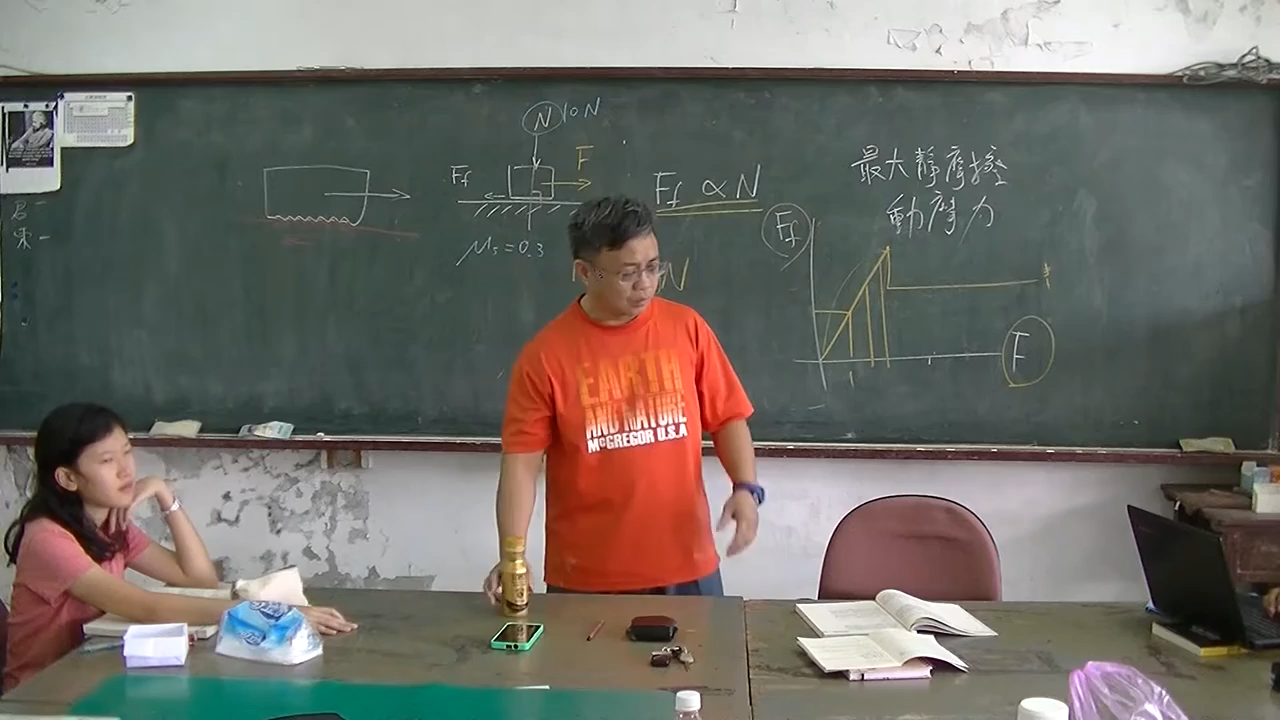 N 10N
F
Ff
Ff ∝ N
μs = 0.3
N
最大靜摩擦
動摩力
Ff
F
EARTH
AND NATURE
McGREGOR U.S.A